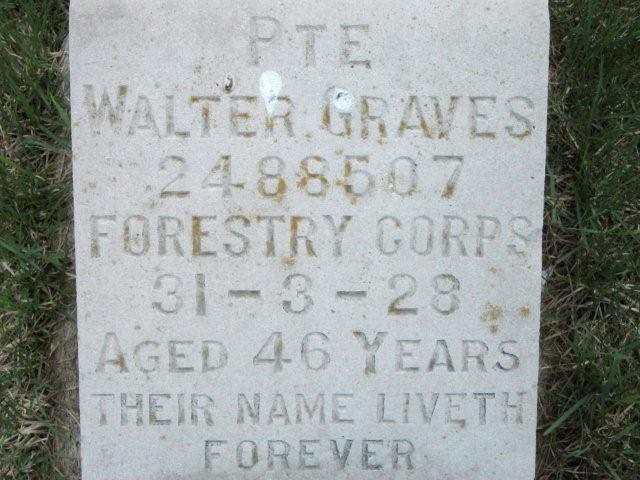 PTE
WALTER GRAVES
2488507
FORESTRY CORPS
31-3-28
AGED 46 YEARS
THEIR NAME LIVETH
FOREVER